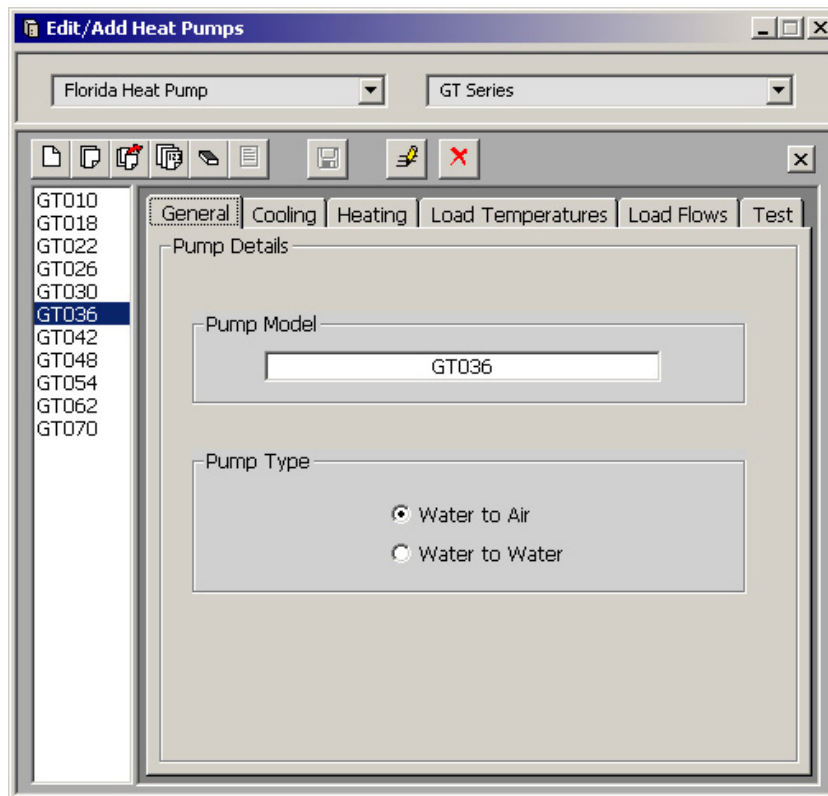 Edit/Add Heat Pumps
Florida Heat Pump GT Series
GT010
GT018
GT022
GT026
GT030
GT036
GT042
GT048
GT054
GT062
GT070
General Cooling Heating Load Temperatures Load Flows Test
Pump Details
Pump Model
GT036
Pump Type
Water to Air
Water to Water